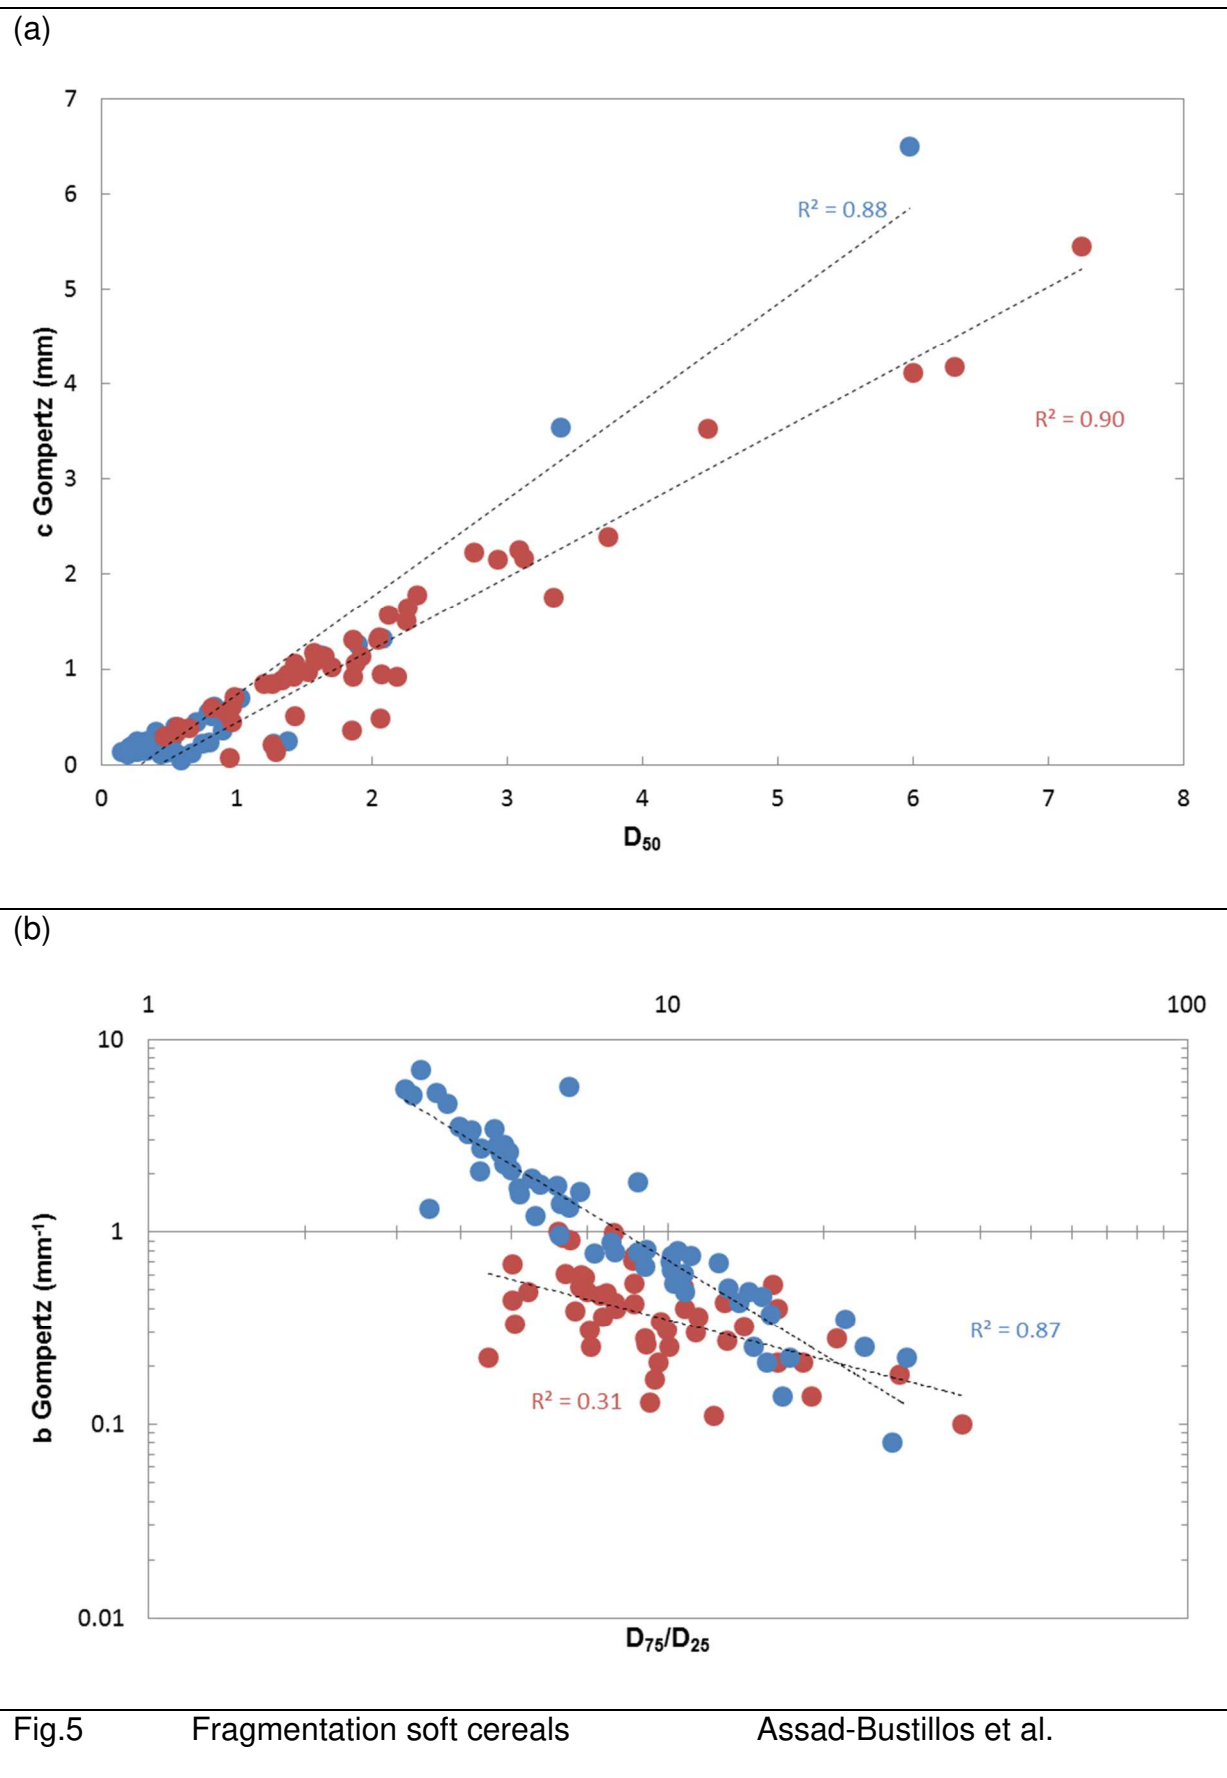 (a)
7
6
5
4
3
2
1
0
c Gompertz (mm)
R² = 0.88
R² = 0.90
0 1 2 3 4 5 6 7 8
D₅₀
(b)
1 10 100
10
1
0.1
0.01
b Gompertz (mm⁻¹)
R² = 0.87
R² = 0.31
D₇₅/D₂₅
Fig.5 Fragmentation soft cereals Assad-Bustillos et al.